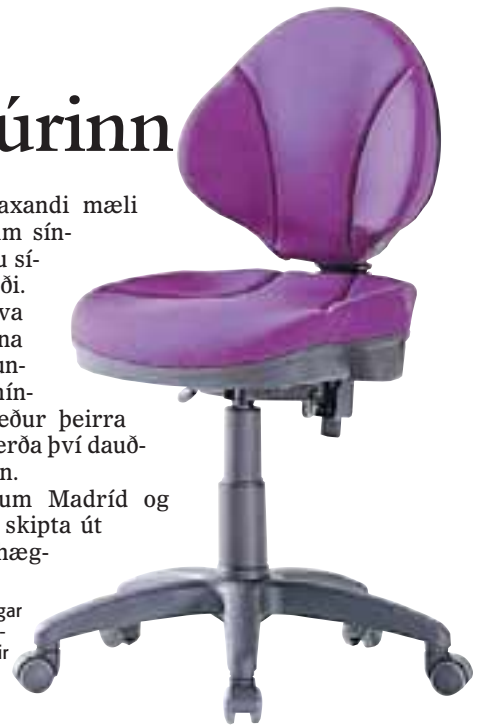 úrinn
axandi mæli
m sín-
u sí-
ði.
va
na
un-
nín-
eður þeirra
erða því dauð-
n.
um Madríd og
skipta út
næg-
gar
-
ir